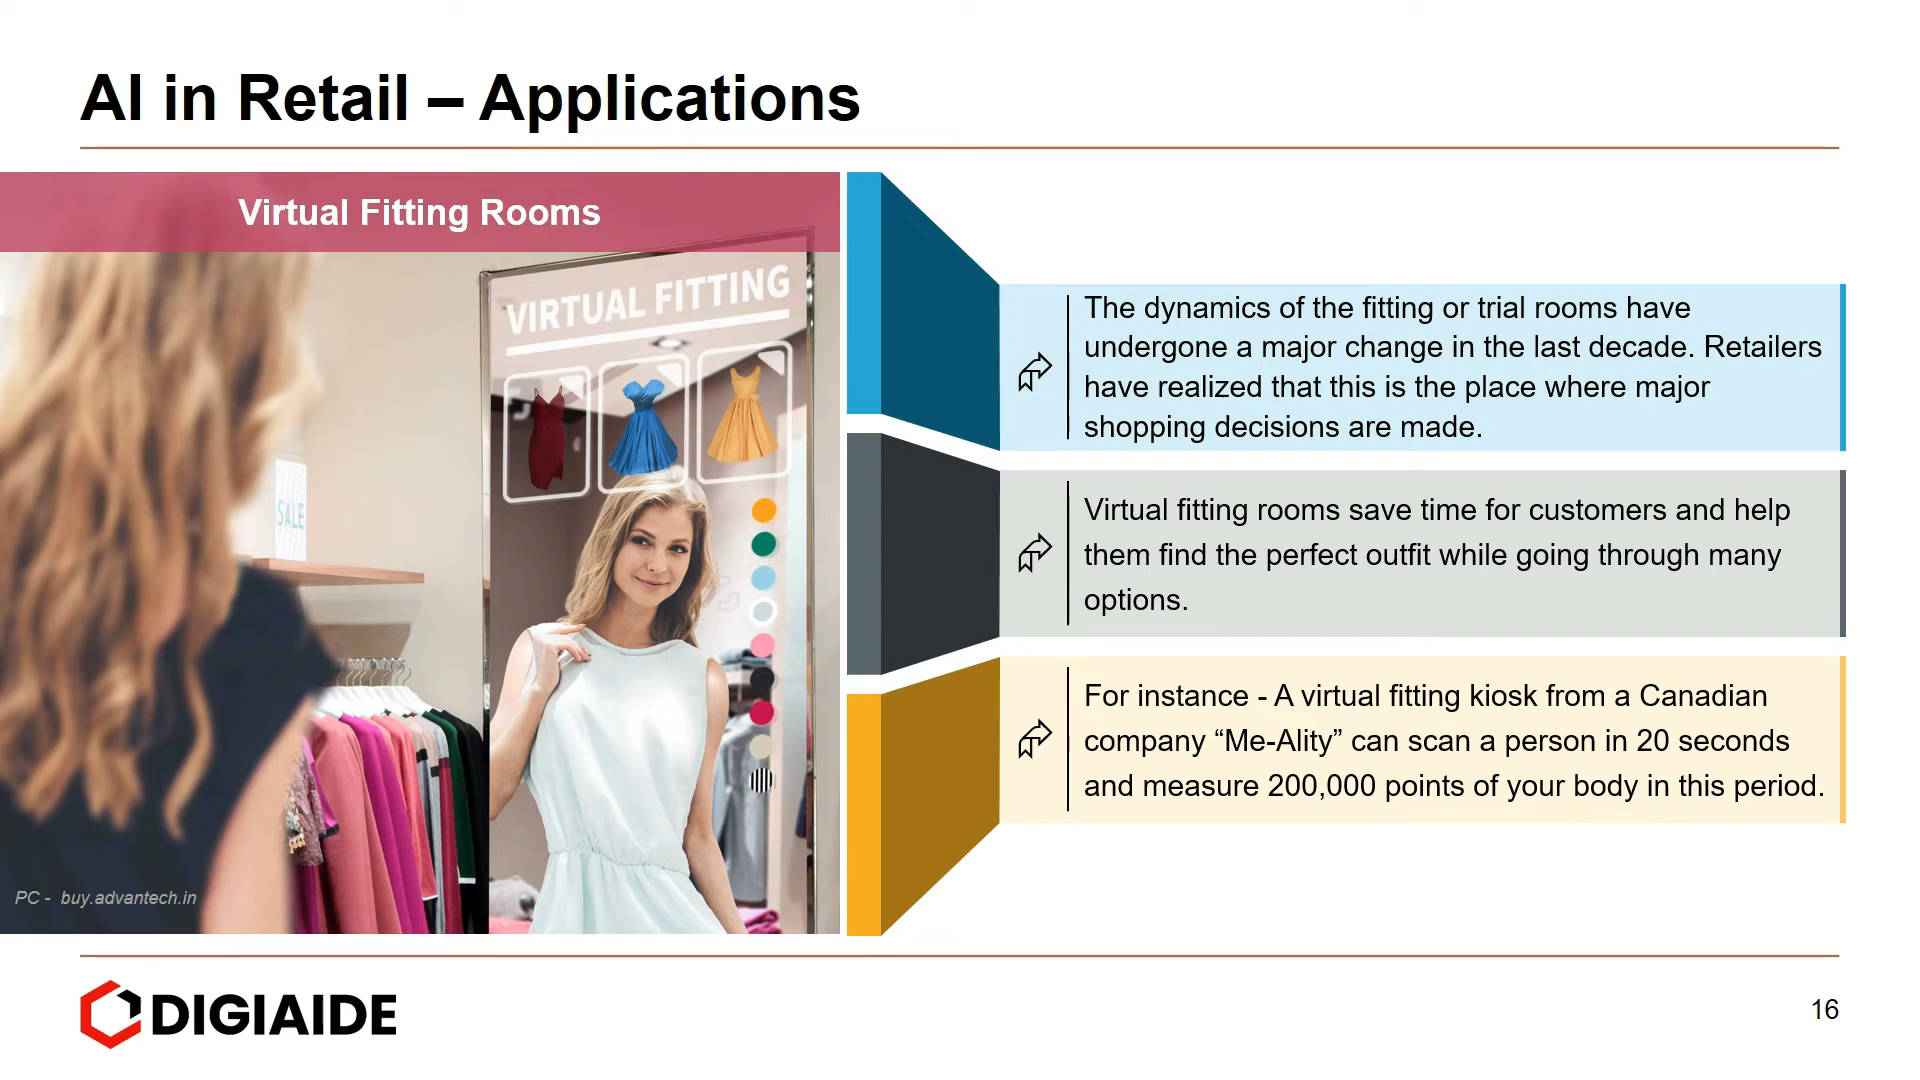 AI in Retail – Applications
Virtual Fitting Rooms
VIRTUAL FITTING
SALE
PC - buy.advantech.in
The dynamics of the fitting or trial rooms have
undergone a major change in the last decade. Retailers
have realized that this is the place where major
shopping decisions are made.
Virtual fitting rooms save time for customers and help
them find the perfect outfit while going through many
options.
For instance - A virtual fitting kiosk from a Canadian
company “Me-Ality” can scan a person in 20 seconds
and measure 200,000 points of your body in this period.
DIGIAIDE
16